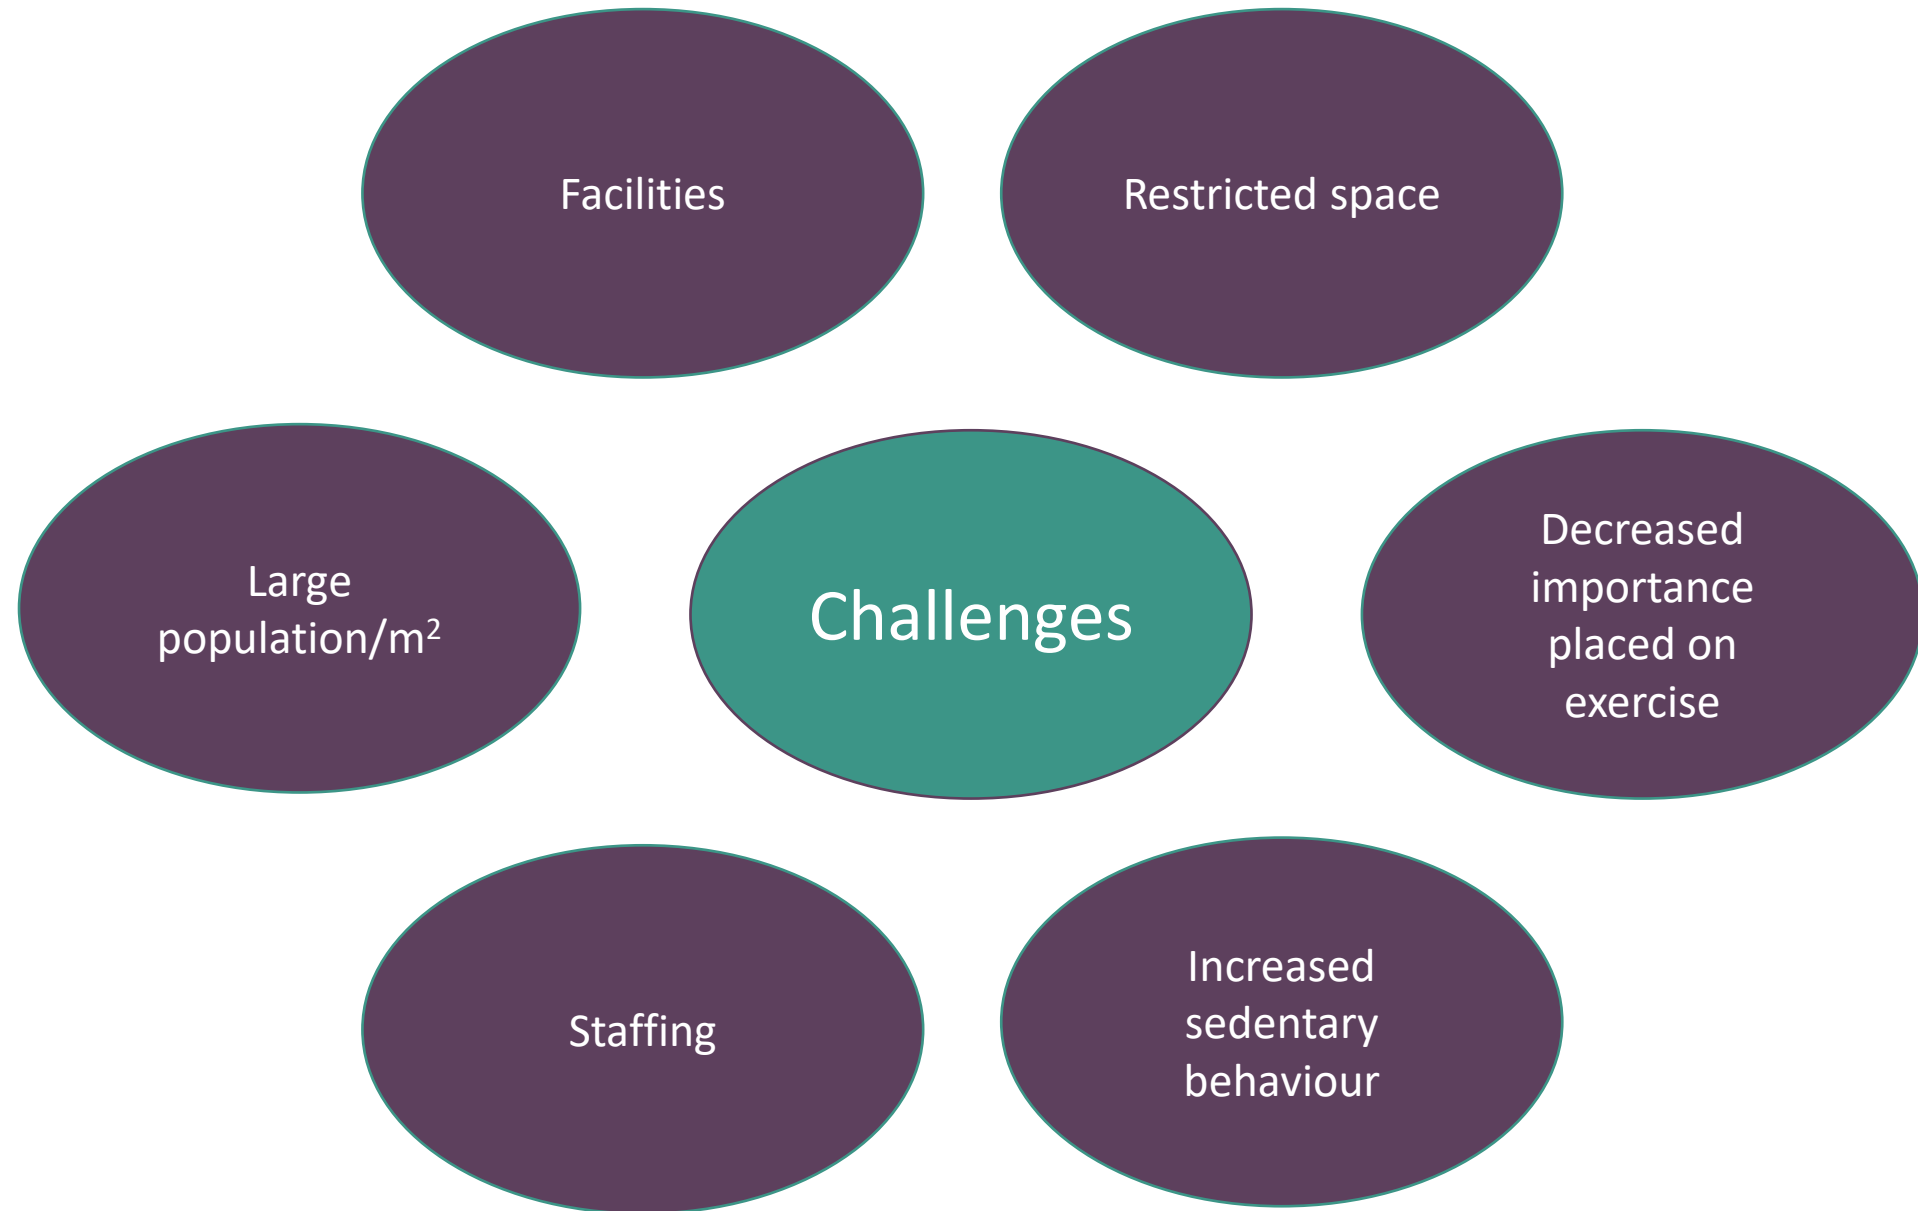 Facilities
Restricted space
Large
population/m²
Challenges
Decreased
importance
placed on
exercise
Staffing
Increased
sedentary
behaviour